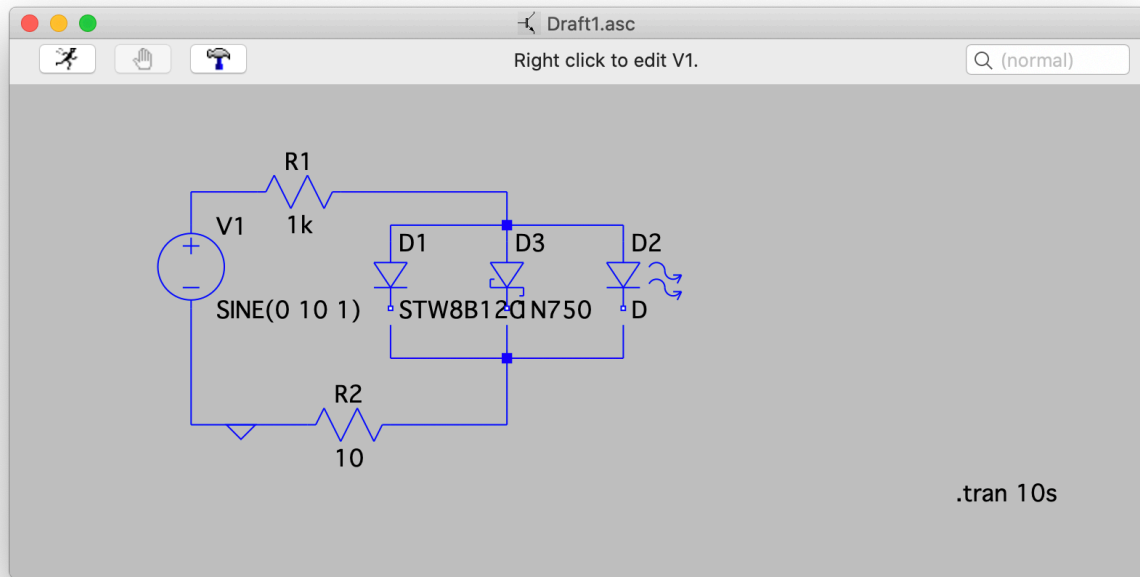 Draft1.asc
Right click to edit V1.
(normal)
R1
1k
V1
SINE(0 10 1)
D1
D3
D2
STW8B12C
1N750
D
R2
10
.tran 10s